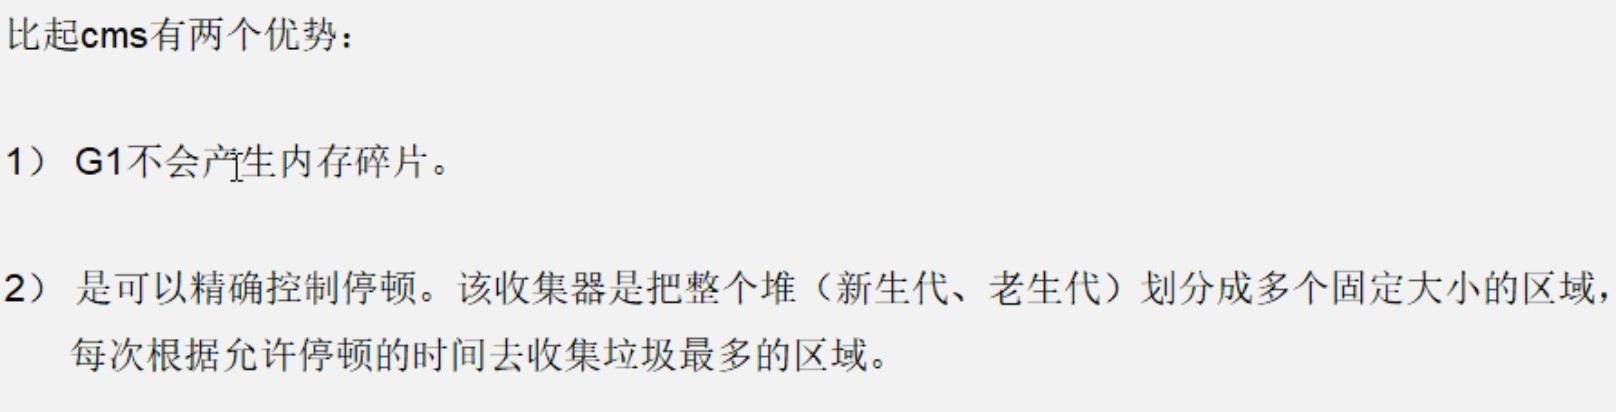 比起cms有两个优势：
1） G1不会产生内存碎片。
2） 是可以精确控制停顿。该收集器是把整个堆（新生代、老生代）划分成多个固定大小的区域，
每次根据允许停顿的时间去收集垃圾最多的区域。